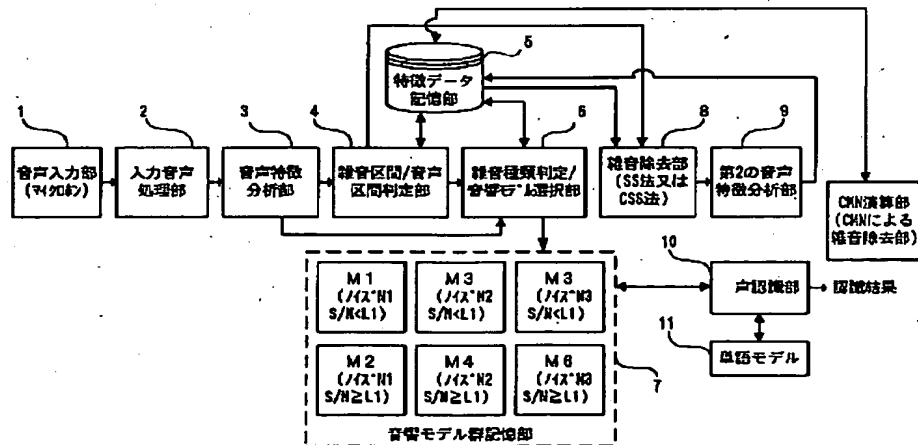 5
特徴データ
記憶部
1
2
3
4
6
8
9
音声入力部
(マイクロホン)
入力音声
処理部
音声特徴
分析部
雑音区間/音声
区間判定部
雑音種類判定/
音響モデル選択部
雑音除去部
(SS法又は
CSS法)
第2の音声
特徴分析部
CMN演算部
(CMNによる
雑音除去部)
M1
(ノイズN1
S/N<L1)
M3
(ノイズN2
S/N<L1)
M3
(ノイズN3
S/N<L1)
M2
(ノイズN1
S/N≧L1)
M4
(ノイズN2
S/N≧L1)
M6
(ノイズN3
S/N≧L1)
音響モデル群記憶部
7
10
声認識部
認識結果
11
単語モデル